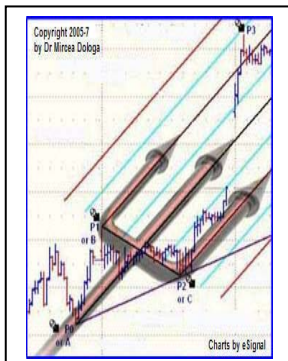 Copyright 2005-7
by Dr Mircea Dologa
P3
P1
or B
P2
or C
P0
or A
Charts by eSignal